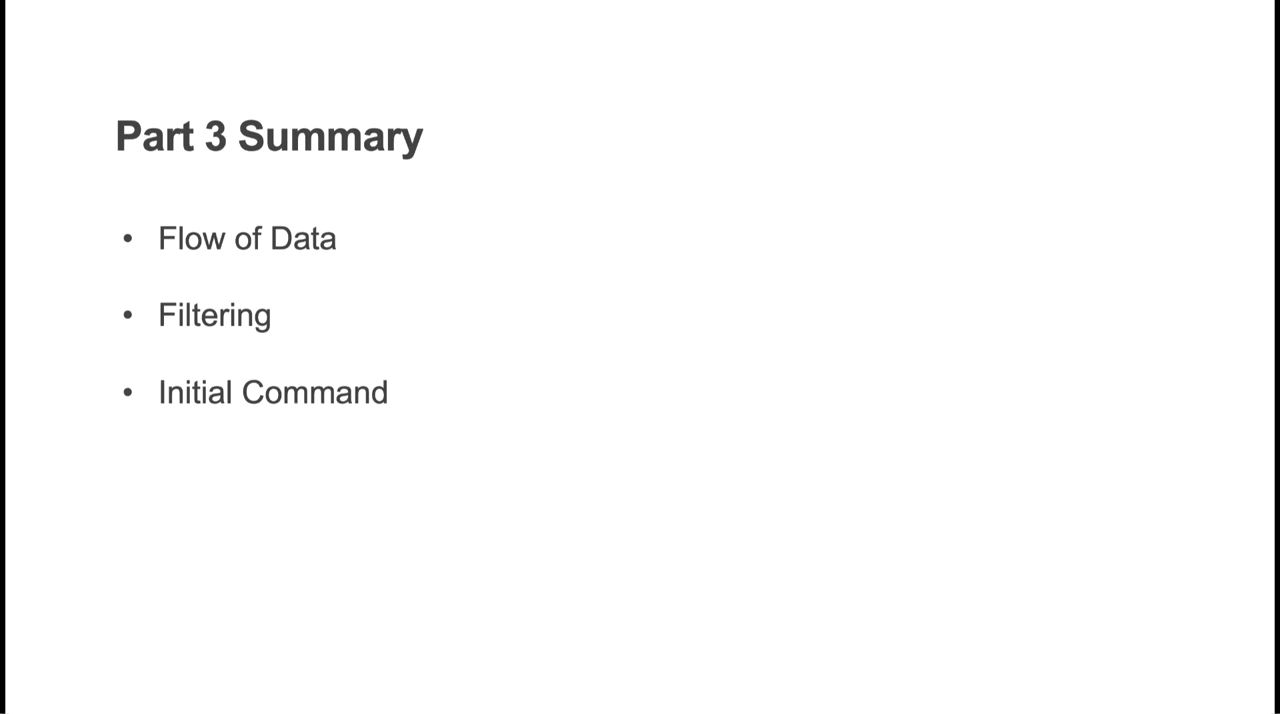 Part 3 Summary
• Flow of Data
• Filtering
• Initial Command